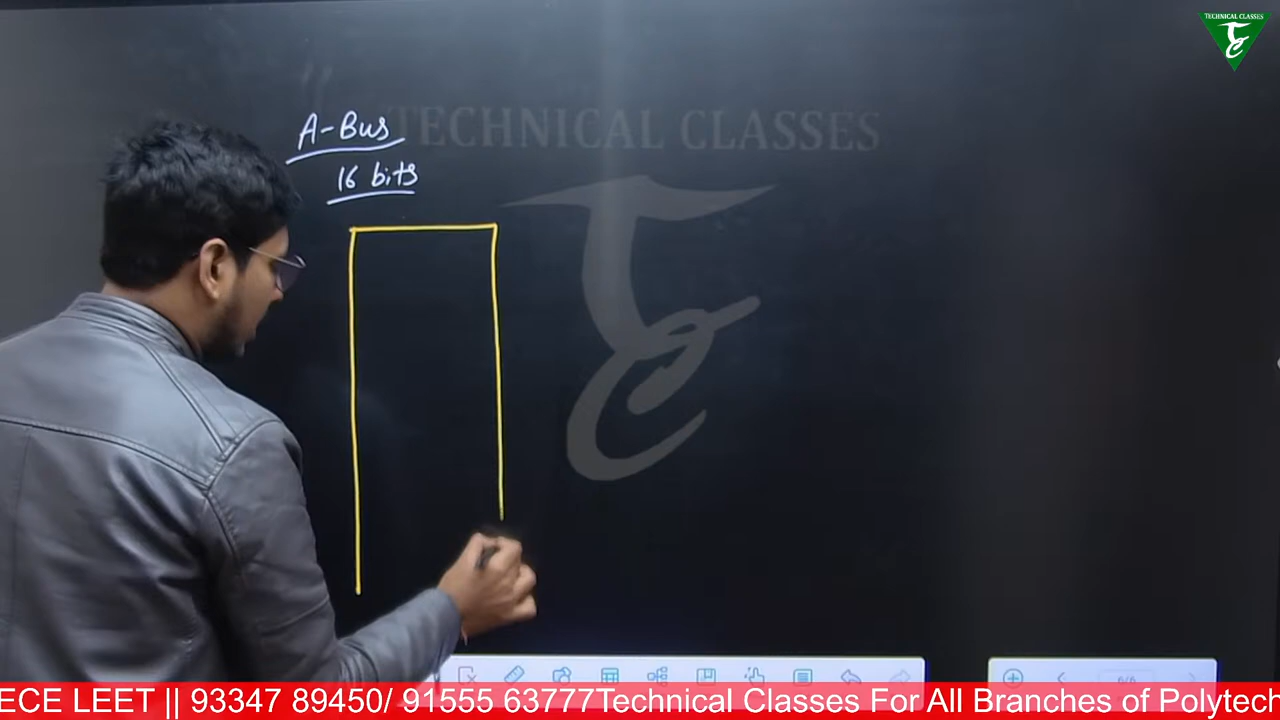 TECHNICAL CLASSES
TECHNICAL CLASSES
A-Bus
16 bits
ECE LEET || 93347 89450/ 91555 63777Technical Classes For All Branches of Polytech